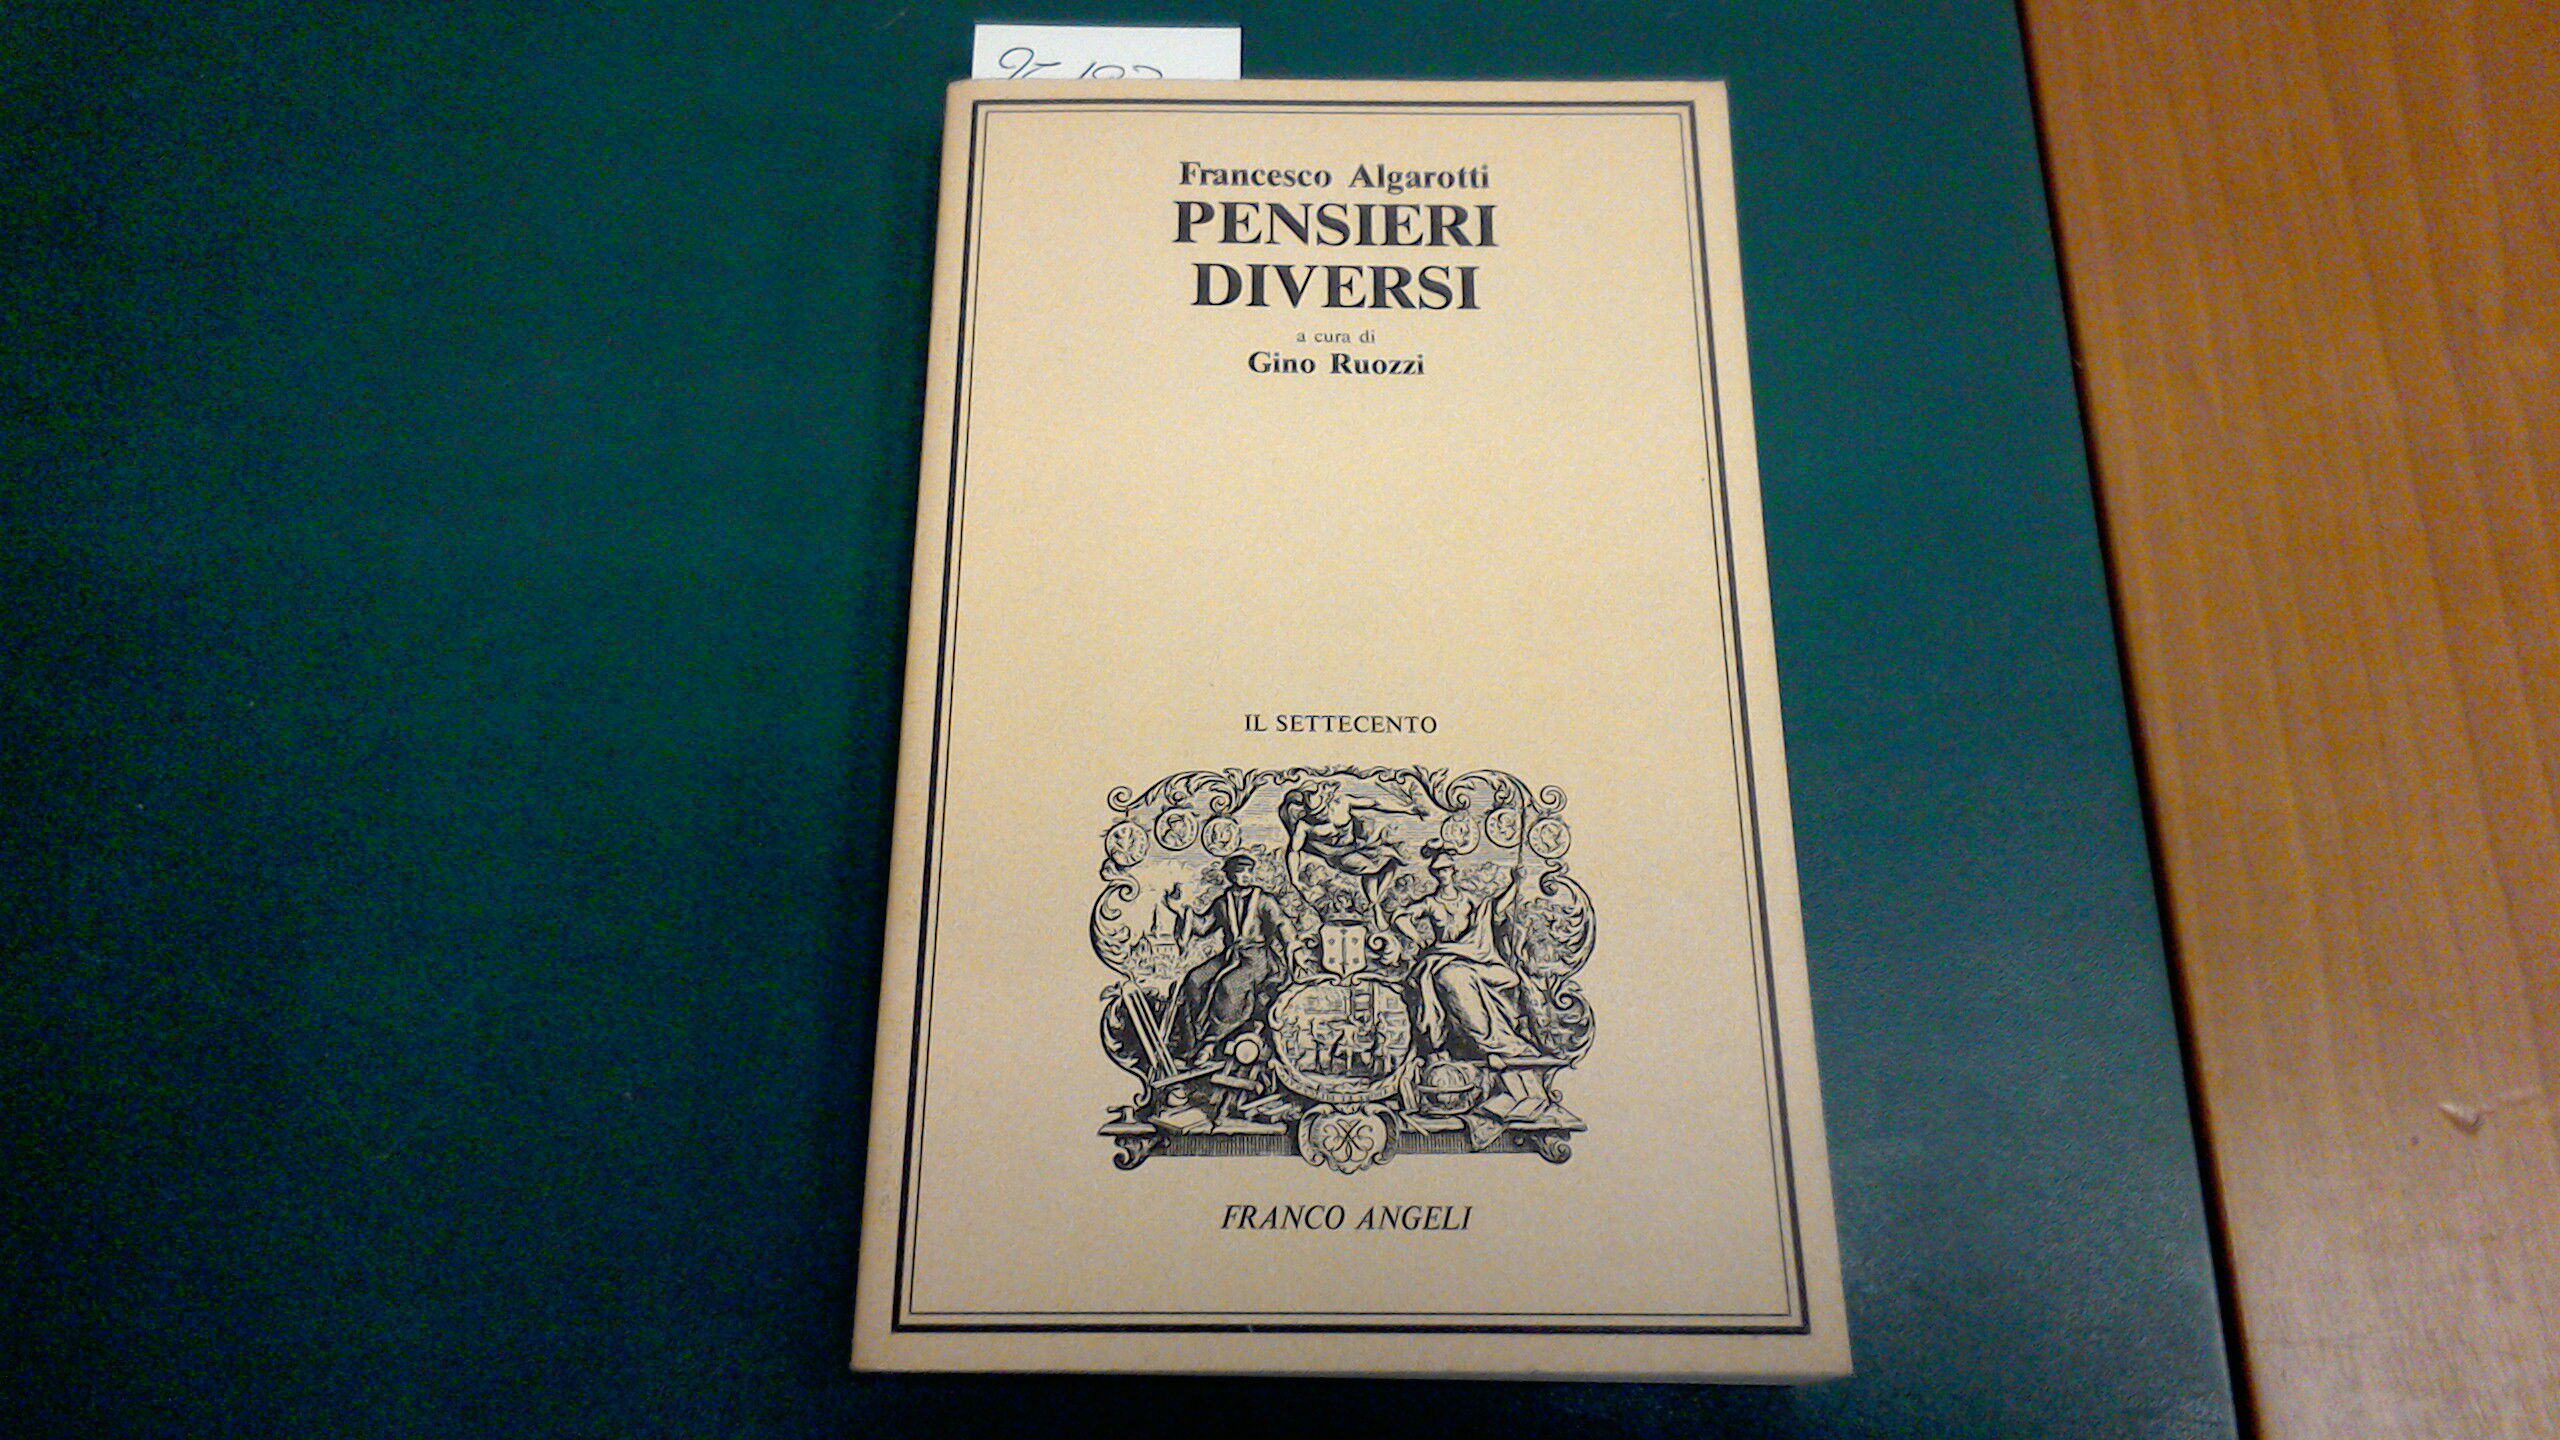 Francesco Algarotti
PENSIERI
DIVERSI
a cura di
Gino Ruozzi
IL SETTECENTO
FRANCO ANGELI